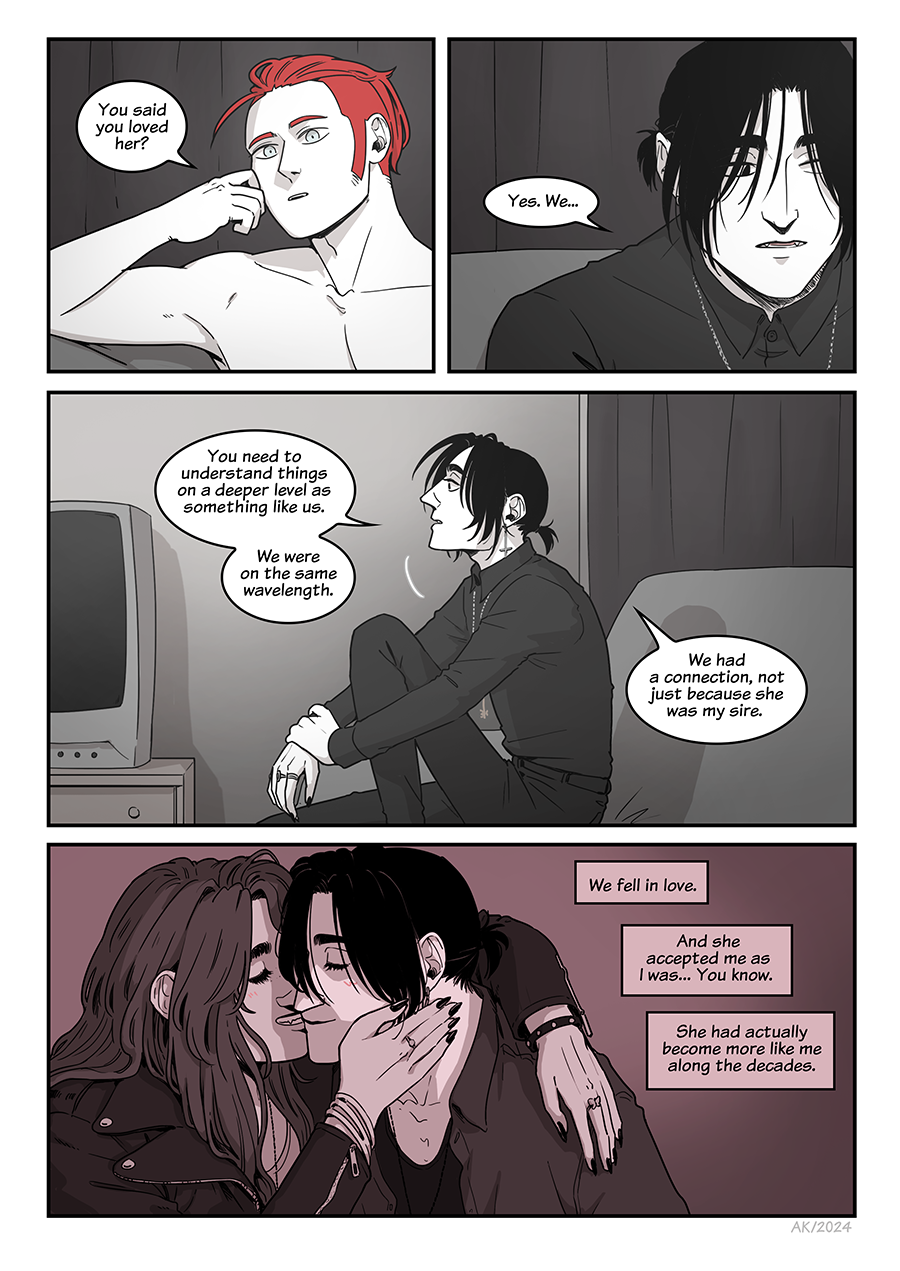 You said
you loved
her?
Yes. We...
You need to
understand things
on a deeper level as
something like us.
We were
on the same
wavelength.
We had
a connection, not
just because she
was my sire.
We fell in love.
And she
accepted me as
I was... You know.
She had actually
become more like me
along the decades.
AK/2024